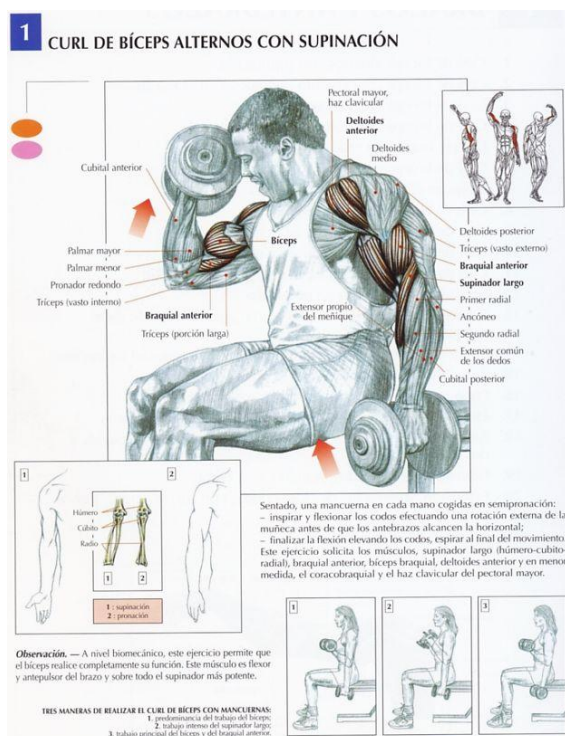 1
CURL DE BÍCEPS ALTERNOS CON SUPINACIÓN
Pectoral mayor,
haz clavicular
Deltoides
anterior
Deltoides
medio
Cubital anterior
Deltoides posterior
Tríceps (vasto externo)
Bíceps
Palmar mayor
Palmar menor
Pronador redondo
Tríceps (vasto interno)
Braquial anterior
Supinador largo
Primer radial
Ancóneo
Segundo radial
Extensor común
de los dedos
Cubital posterior
Extensor propio
del meñique
Braquial anterior
Tríceps (porción larga)
1
2
Húmero
Cúbito
Radio
1
2
1 : supinación
2 : pronación
Sentado, una mancuerna en cada mano cogidas en semipronación:
– inspirar y flexionar los codos efectuando una rotación externa de la
muñeca antes de que los antebrazos alcancen la horizontal;
– finalizar la flexión elevando los codos, espirar al final del movimiento.
Este ejercicio solicita los músculos, supinador largo (húmero-cubito-
radial), braquial anterior, bíceps braquial, deltoides anterior y en menor
medida, el coracobraquial y el haz clavicular del pectoral mayor.
Observación. — A nivel biomecánico, este ejercicio permite que
el bíceps realice completamente su función. Este músculo es flexor
y antepulsor del brazo y sobre todo el supinador más potente.
1
2
3
TRES MANERAS DE REALIZAR EL CURL DE BÍCEPS CON MANCUERNAS:
1. predominancia del trabajo del bíceps;
2. trabajo intenso del supinador largo;
3. trabajo principal del bíceps y del braquial anterior.